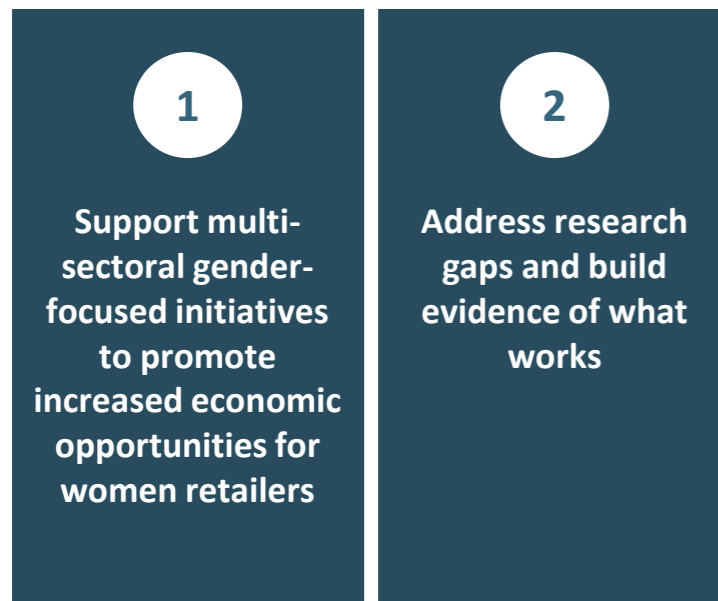 1
Support multi-
sectoral gender-
focused initiatives
to promote
increased economic
opportunities for
women retailers
2
Address research
gaps and build
evidence of what
works